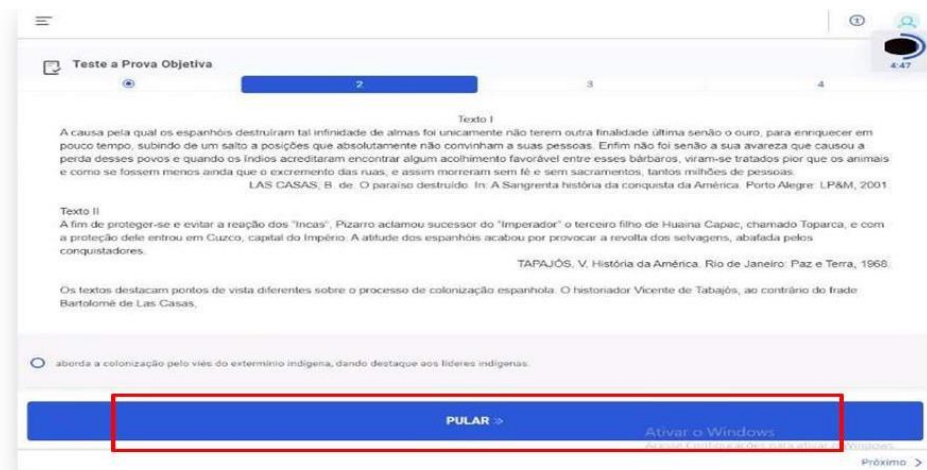 Teste a Prova Objetiva
4:47
2
3
4
Texto I
A causa pela qual os espanhóis destruíram tal infinidade de almas foi unicamente não terem outra finalidade última senão o ouro, para enriquecer em
pouco tempo, subindo de um salto a posições que absolutamente não convinham a suas pessoas. Enfim não foi senão a sua avareza que causou a
perda desses povos e quando os índios acreditaram encontrar algum acolhimento favorável entre esses bárbaros, viram-se tratados pior que os animais
e como se fossem menos ainda que o excremento das ruas, e assim morreram sem fé e sem sacramentos, tantos milhões de pessoas.
LAS CASAS, B. de. O paraíso destruído. In: A Sangrenta história da conquista da América. Porto Alegre: LP&M, 2001.
Texto II
A fim de proteger-se e evitar a reação dos "Incas", Pizarro aclamou sucessor do "Imperador" o terceiro filho de Huaina Capac, chamado Toparca, e com
a proteção dele entrou em Cuzco, capital do Império. A atitude dos espanhóis acabou por provocar a revolta dos selvagens, abafada pelos
conquistadores.
TAPAJÓS, V. História da América. Rio de Janeiro: Paz e Terra, 1968.
Os textos destacam pontos de vista diferentes sobre o processo de colonização espanhola. O historiador Vicente de Tabajós, ao contrário do frade
Bartolomé de Las Casas,
aborda a colonização pelo viés do extermínio indígena, dando destaque aos líderes indígenas.
PULAR »
Ativar o Windows
Acesse Configurações para ativar o Windows.
Próximo >